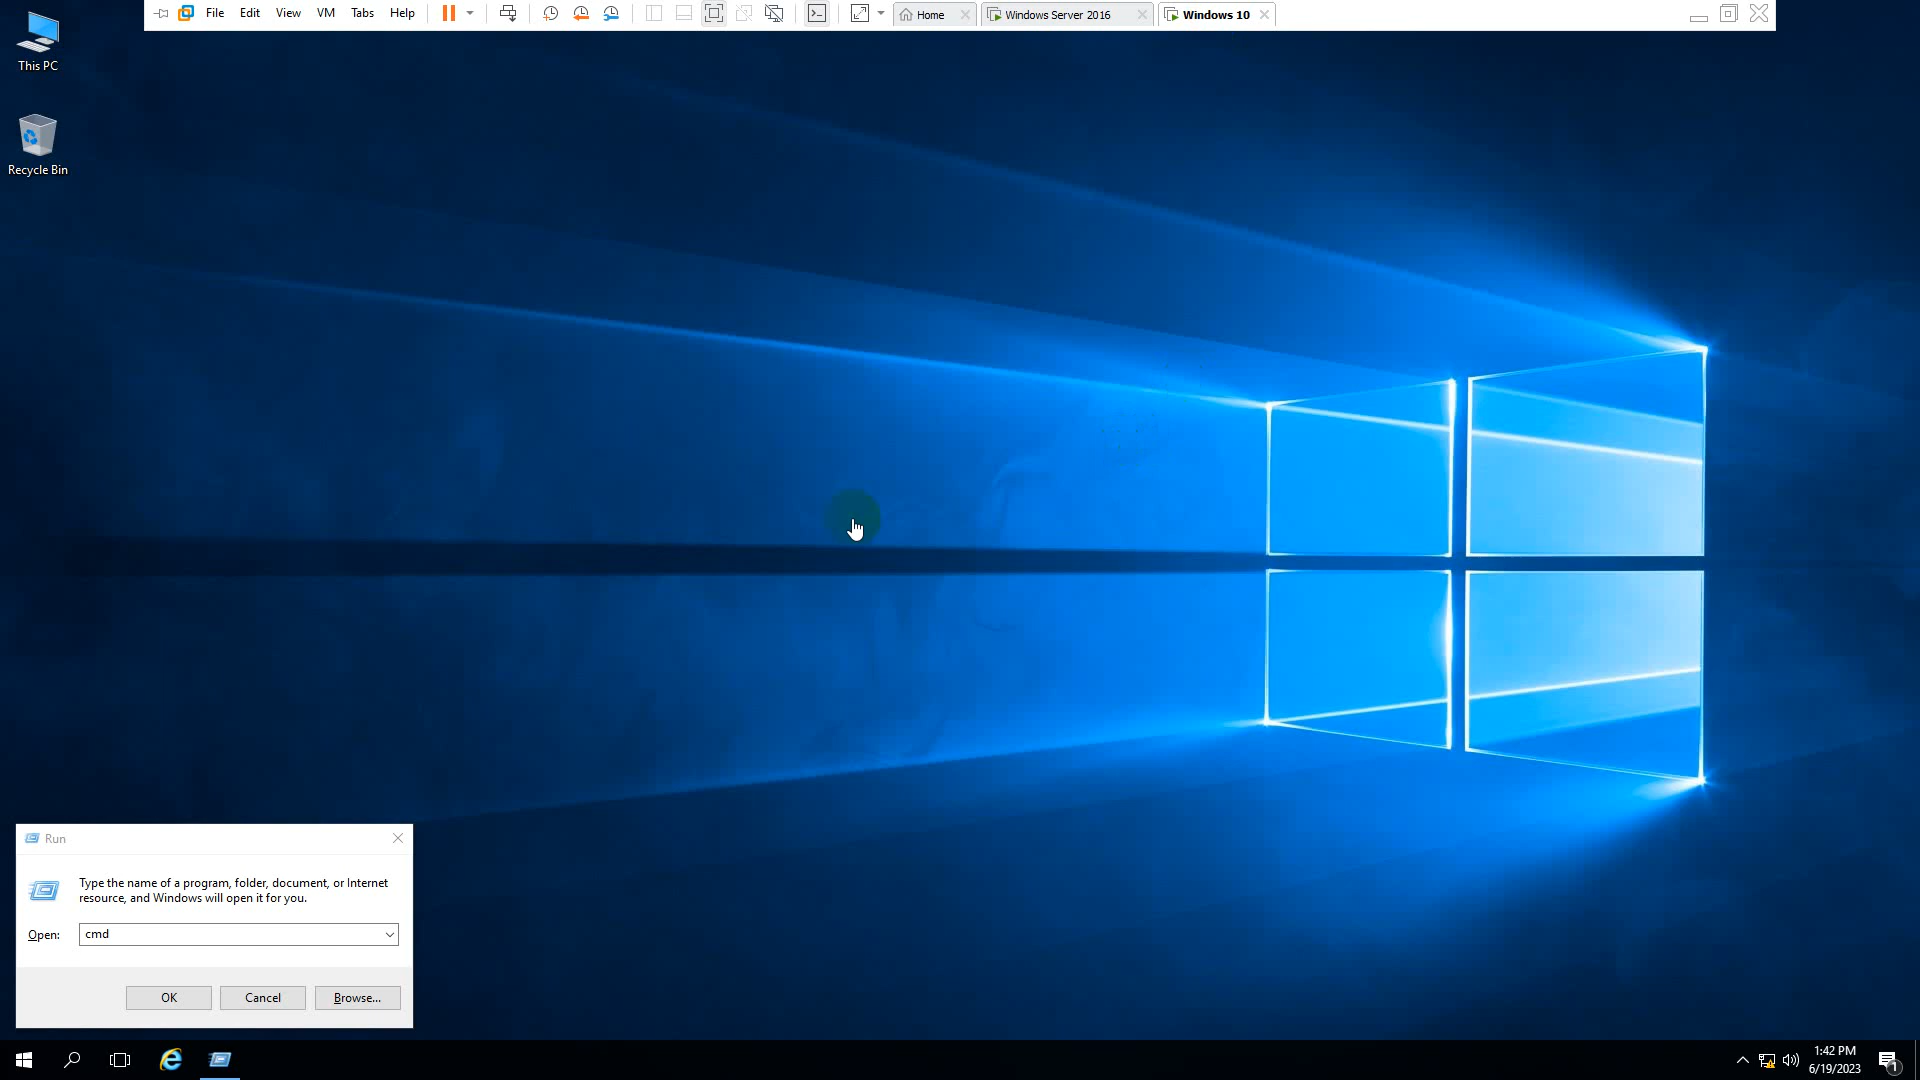 File Edit View VM Tabs Help Home Windows Server 2016 Windows 10
This PC
Recycle Bin
Run
Type the name of a program, folder, document, or Internet
resource, and Windows will open it for you.
Open: cmd
OK Cancel Browse...
1:42 PM
6/19/2023
1